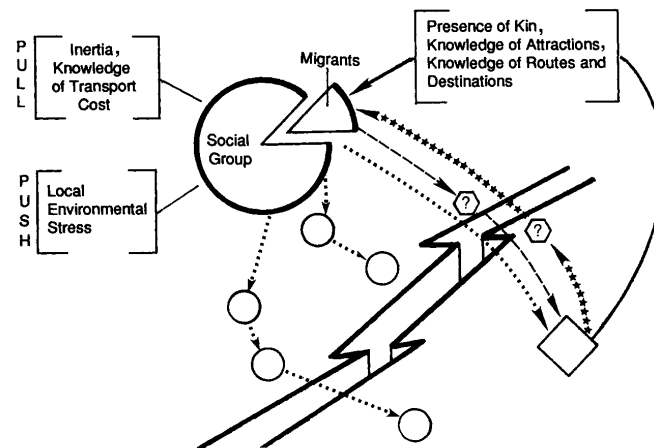 PULL
Inertia,
Knowledge
of Transport
Cost
Migrants
Presence of Kin,
Knowledge of Attractions,
Knowledge of Routes and
Destinations
Social
Group
PUSH
Local
Environmental
Stress
?
?